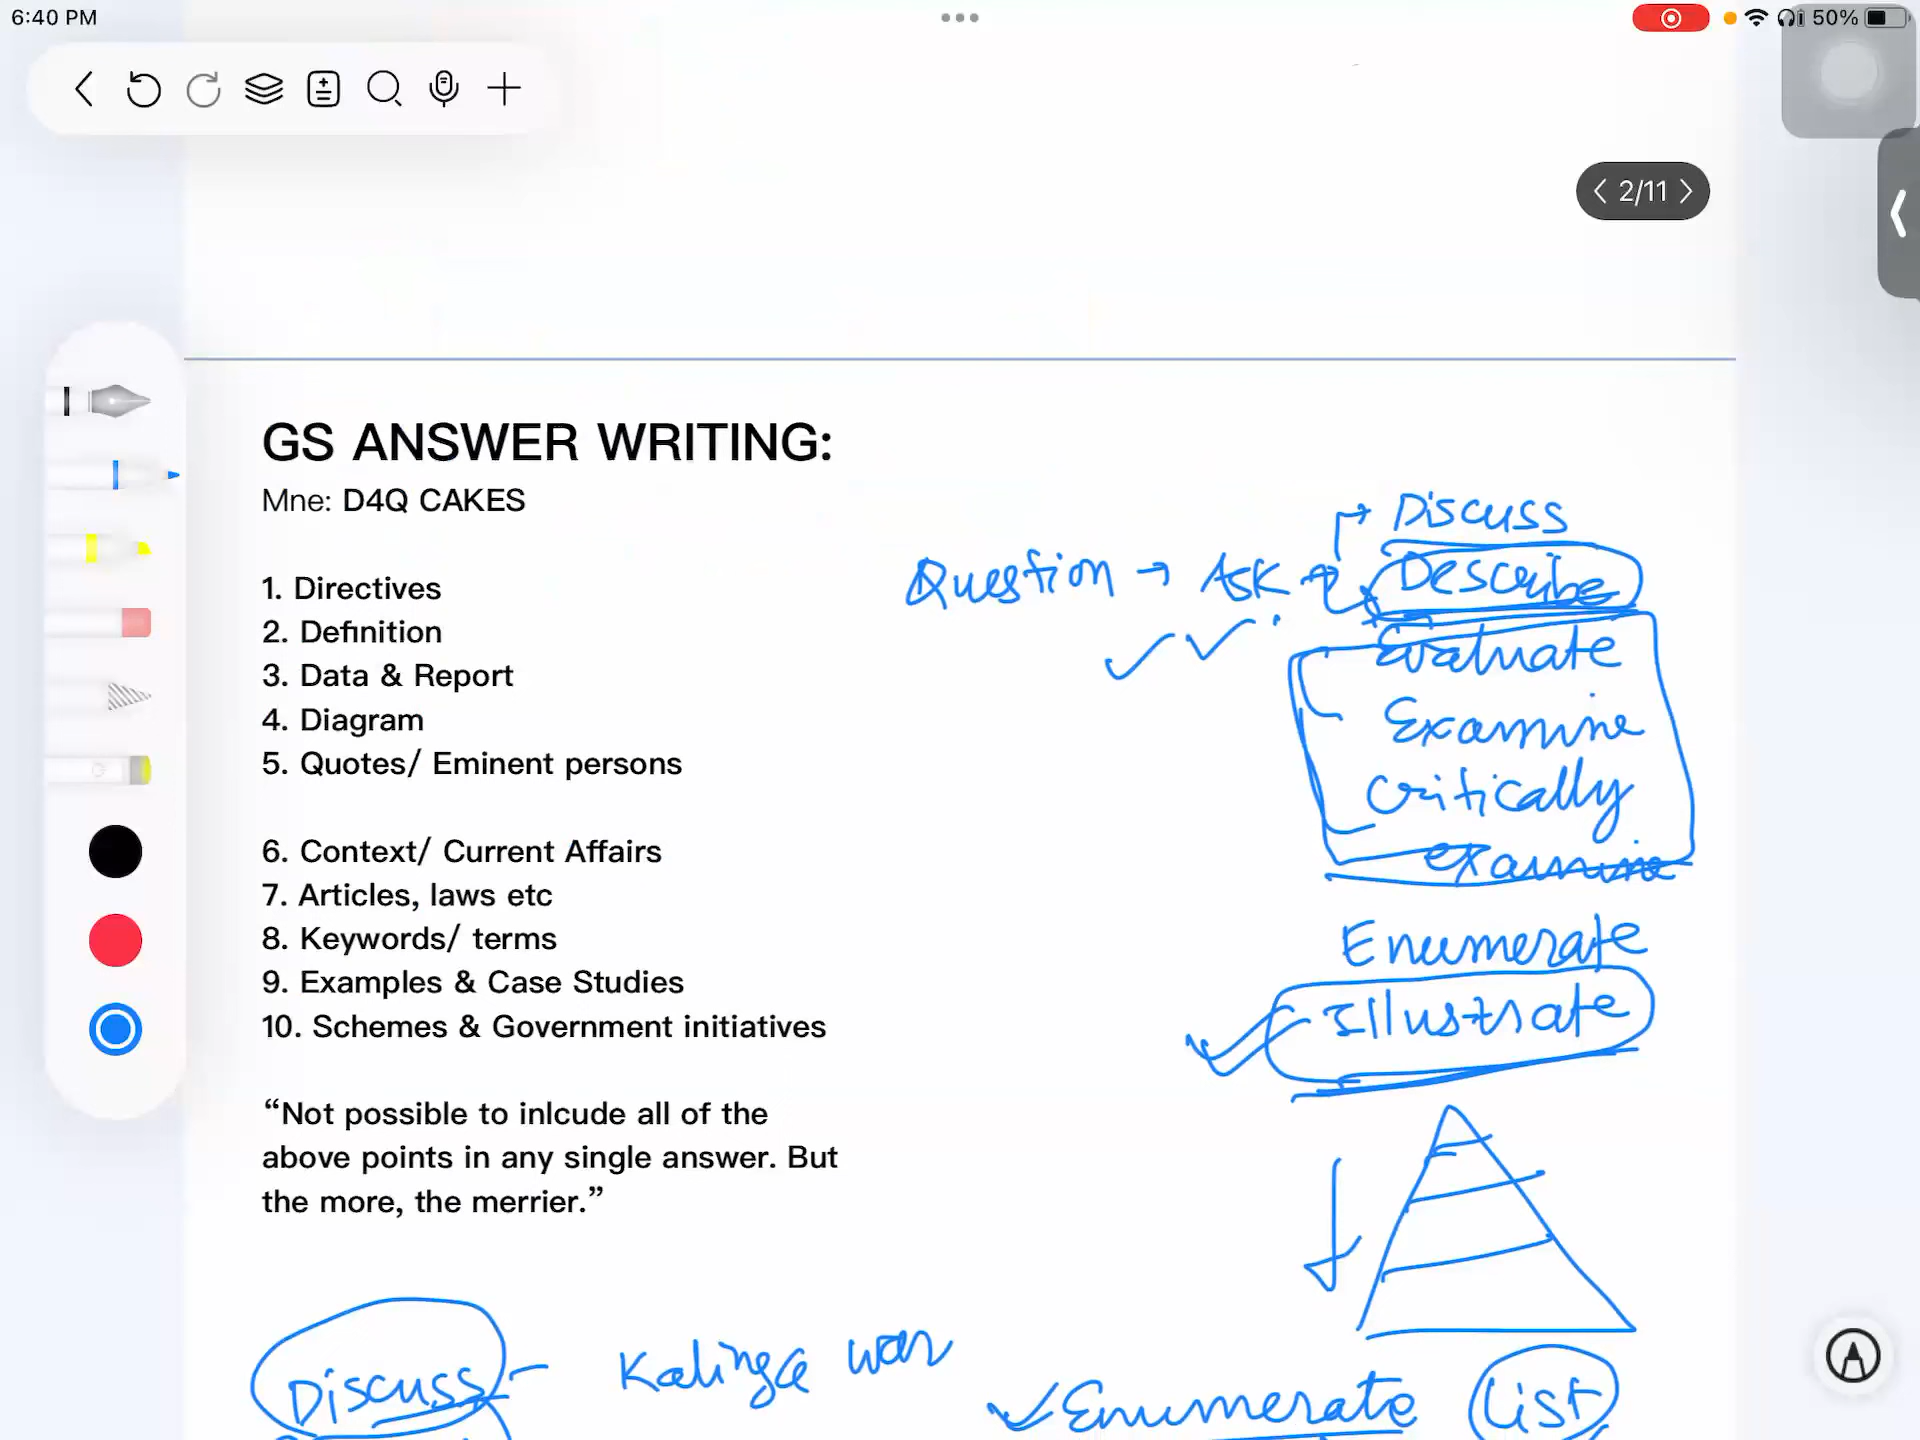 6:40 PM
50%
2/11
GS ANSWER WRITING:
Mne: D4Q CAKES
1. Directives
2. Definition
3. Data & Report
4. Diagram
5. Quotes/ Eminent persons
6. Context/ Current Affairs
7. Articles, laws etc
8. Keywords/ terms
9. Examples & Case Studies
10. Schemes & Government initiatives
“Not possible to inlcude all of the
above points in any single answer. But
the more, the merrier.”
Question → Ask →
Discuss
Describe
Evaluate
Examine
Critically
examine
Enumerate
Illustrate
Discuss - Kalinga war
Enumerate List